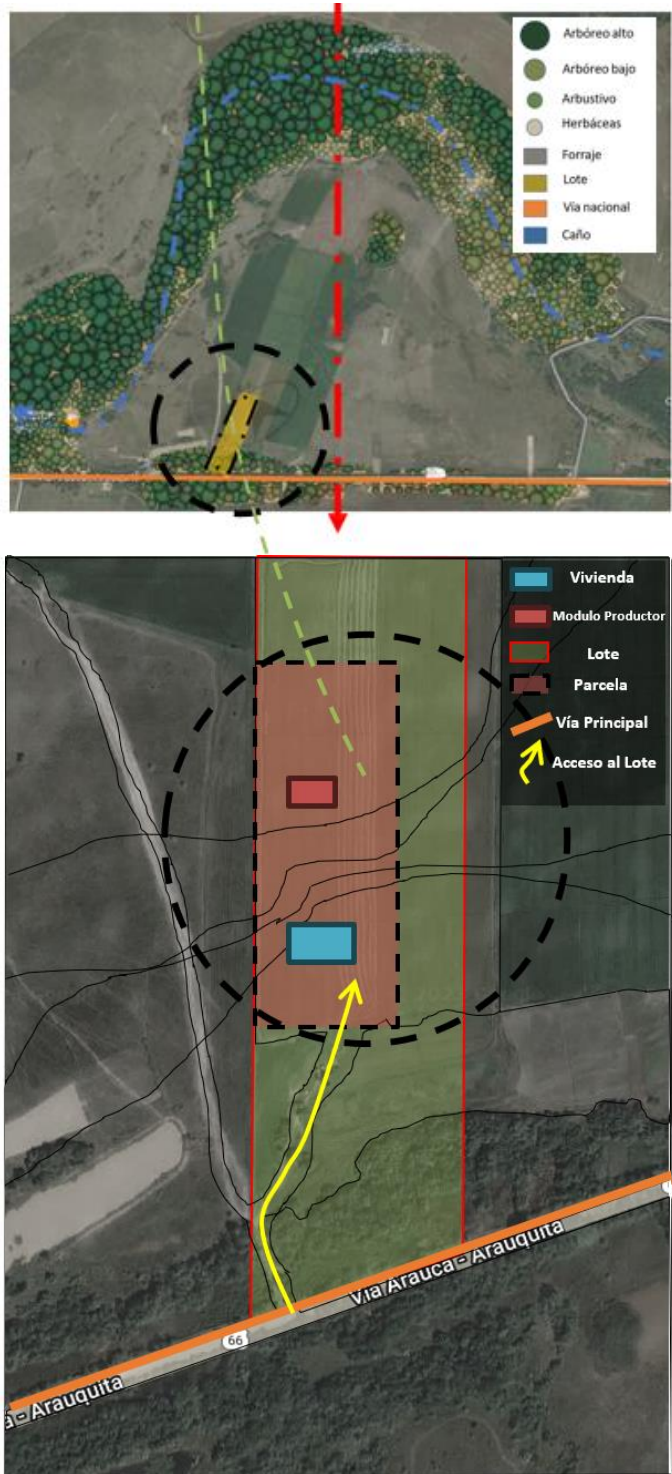 Arbóreo alto
Arbóreo bajo
Arbustivo
Herbáceas
Forraje
Lote
Vía nacional
Caño
Vivienda
Modulo Productor
Lote
Parcela
Vía Principal
Acceso al Lote
Vía Arauca - Arauquita
66
a - Arauquita